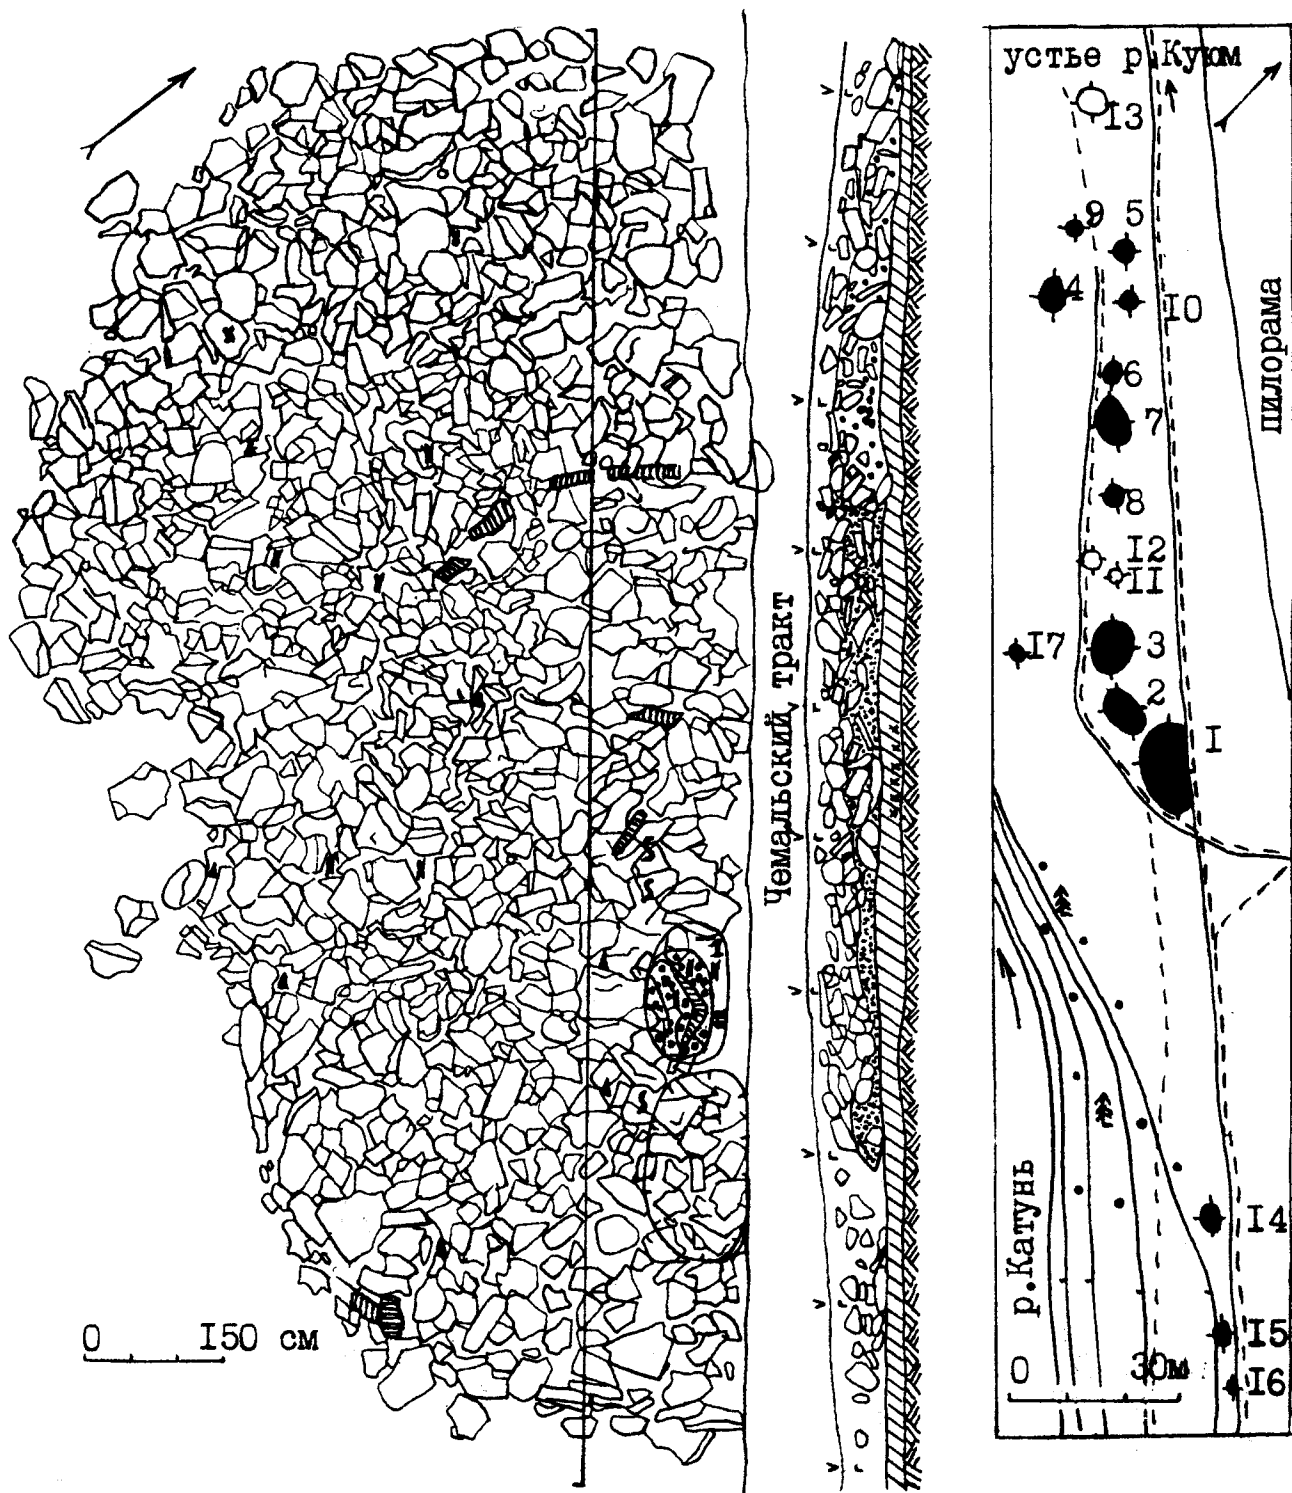 0 I50 см
Чемальский тракт
устье р.Куюм
I3
9 5
4 I0
6
7
8
I2
II
I7 3
2
I
пилорама
р.Катунь
I4
I5
I6
0 30м